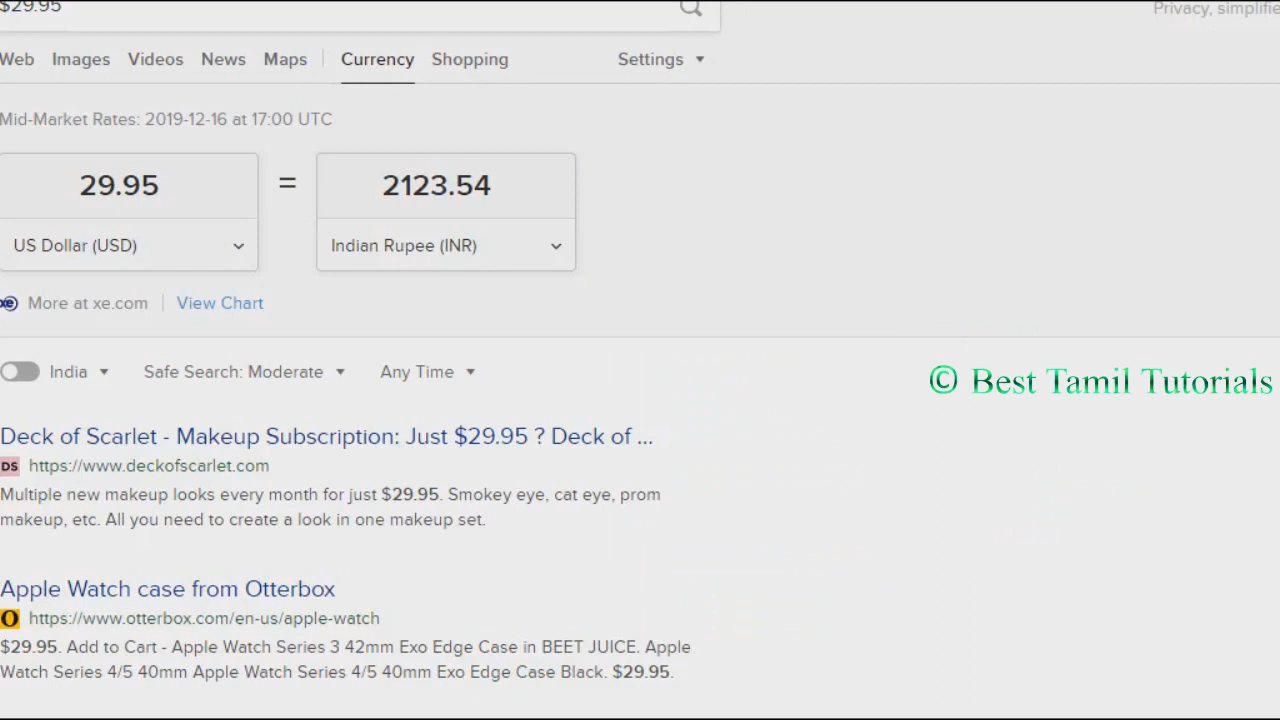 $29.95
Privacy, simplifie
Web Images Videos News Maps Currency Shopping Settings
Mid-Market Rates: 2019-12-16 at 17:00 UTC
29.95 = 2123.54
US Dollar (USD) Indian Rupee (INR)
xe More at xe.com View Chart
India Safe Search: Moderate Any Time
© Best Tamil Tutorials
Deck of Scarlet - Makeup Subscription: Just $29.95 ? Deck of ...
DS https://www.deckofscarlet.com
Multiple new makeup looks every month for just $29.95. Smokey eye, cat eye, prom
makeup, etc. All you need to create a look in one makeup set.
Apple Watch case from Otterbox
O https://www.otterbox.com/en-us/apple-watch
$29.95. Add to Cart - Apple Watch Series 3 42mm Exo Edge Case in BEET JUICE. Apple
Watch Series 4/5 40mm Apple Watch Series 4/5 40mm Exo Edge Case Black. $29.95.